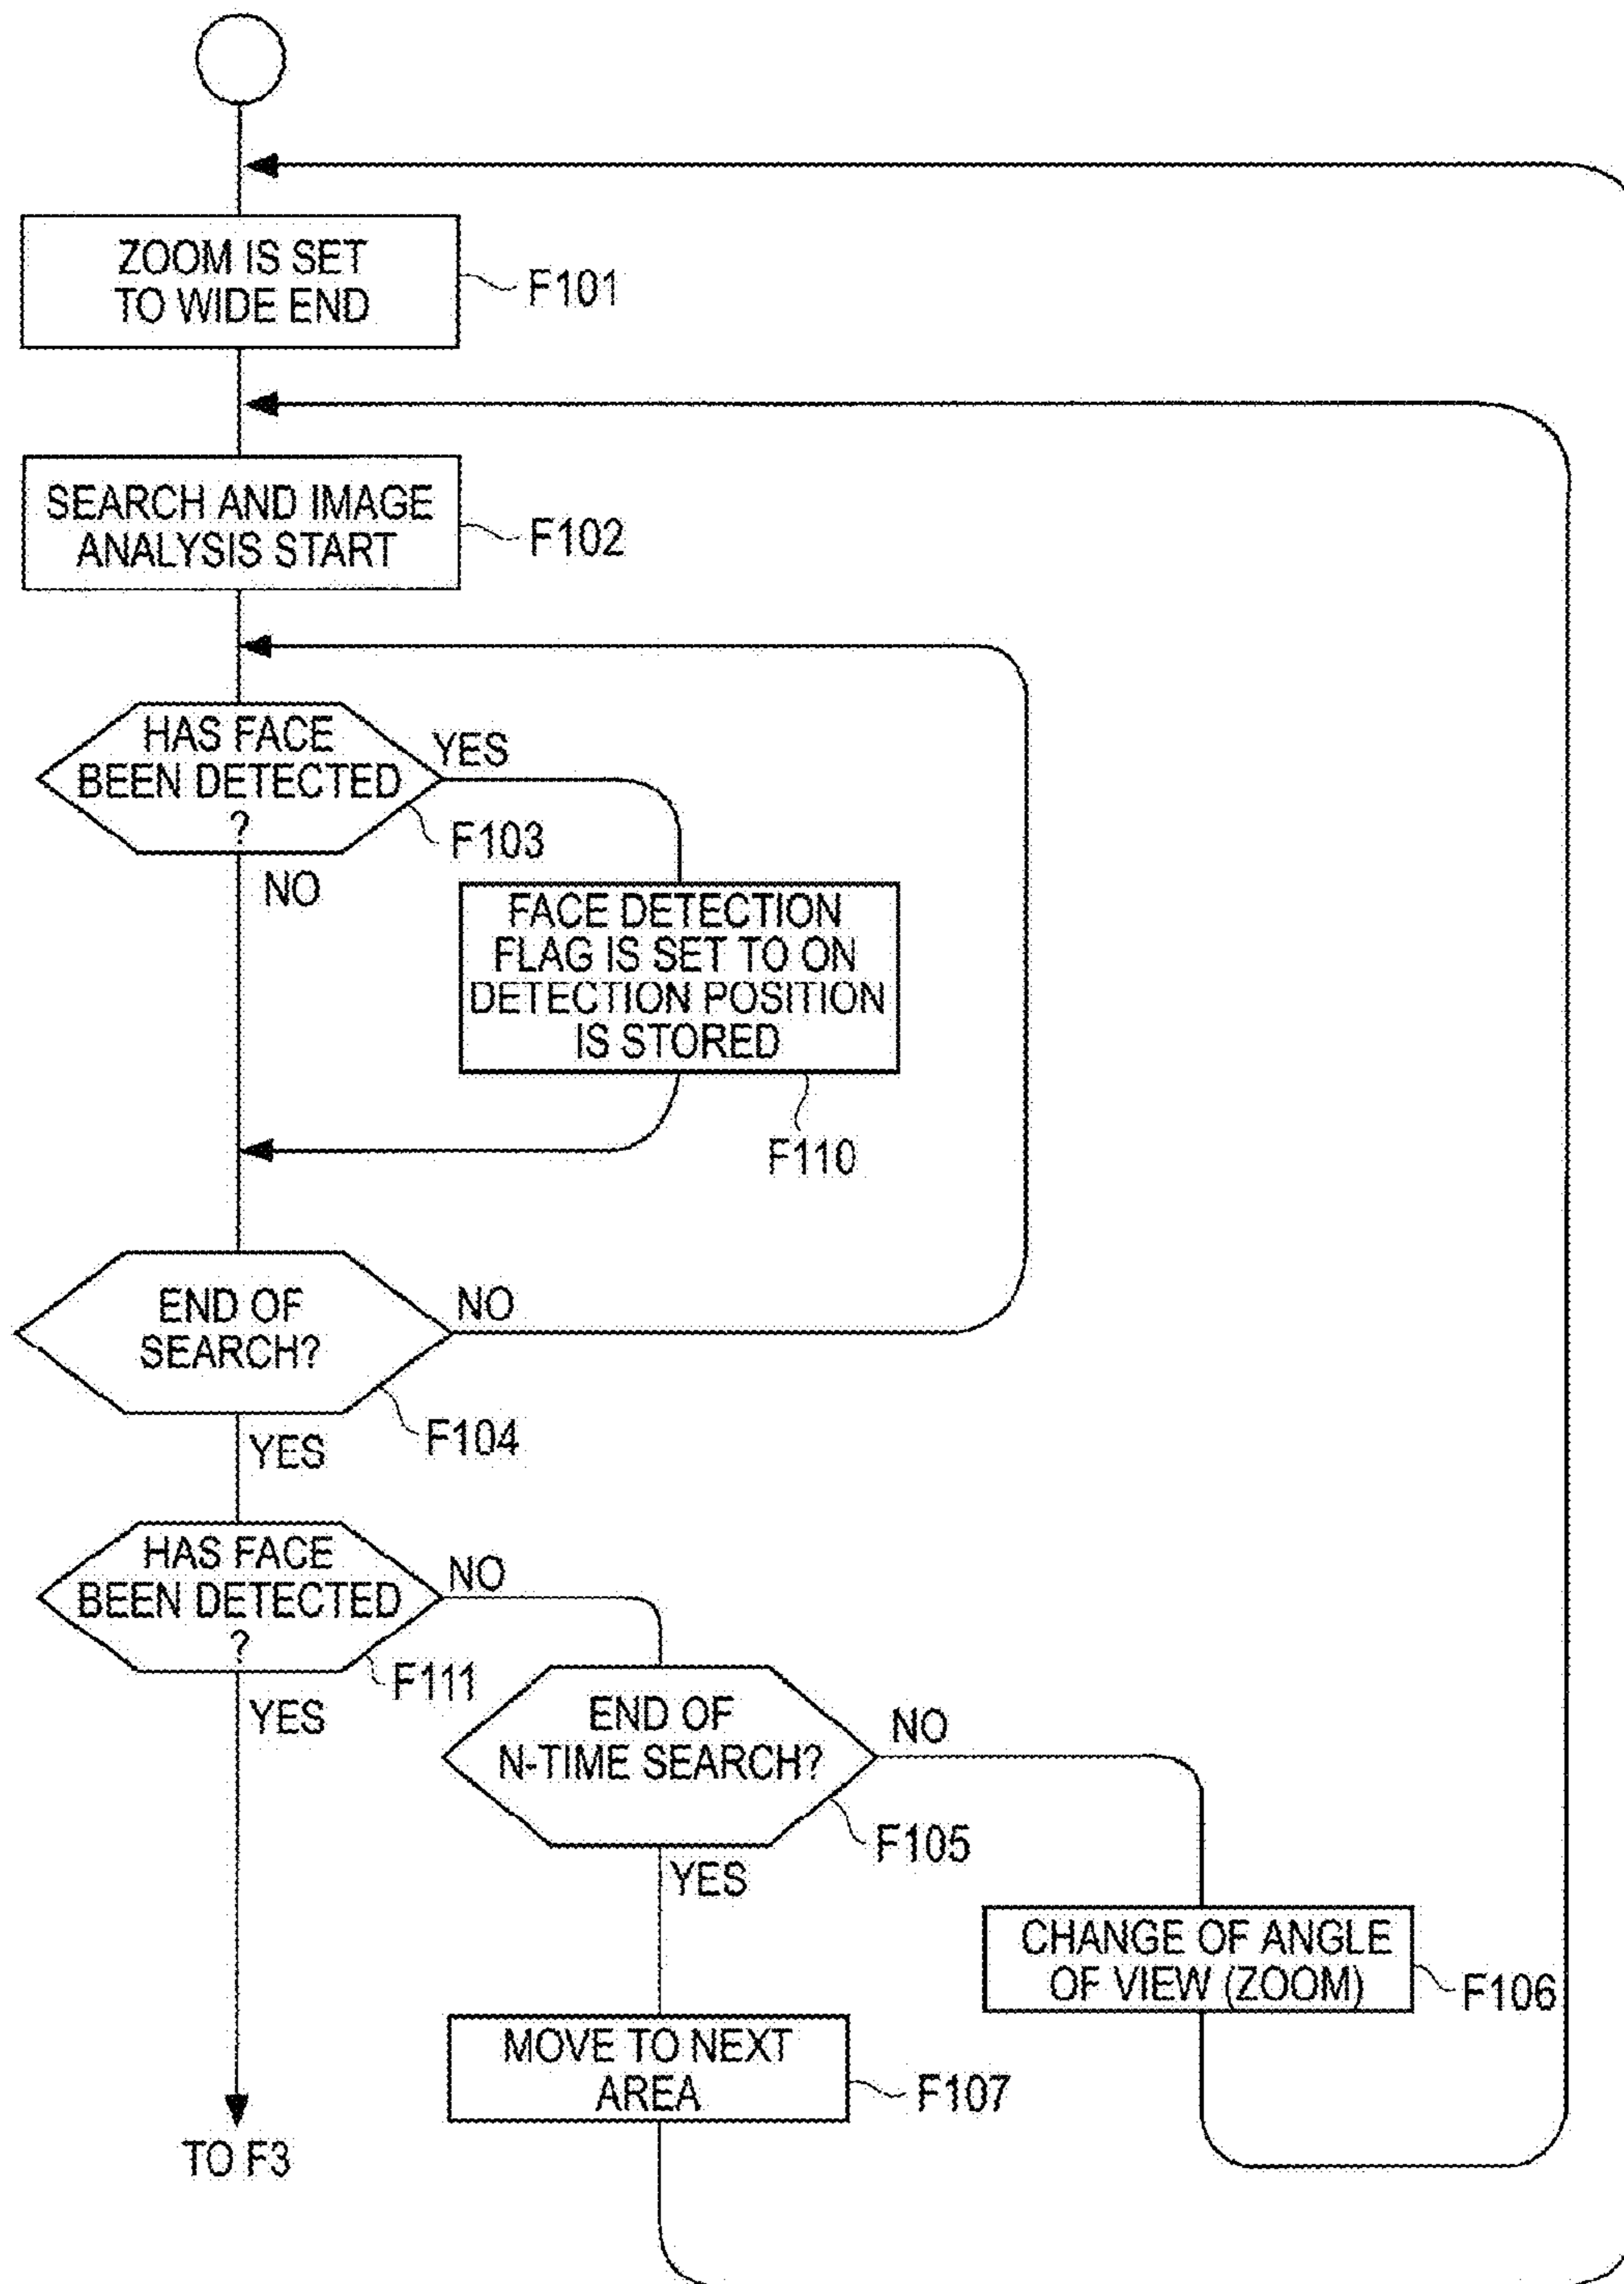 ZOOM IS SET
TO WIDE END
F101
SEARCH AND IMAGE
ANALYSIS START
F102
HAS FACE
BEEN DETECTED
?
YES
F103
NO
FACE DETECTION
FLAG IS SET TO ON
DETECTION POSITION
IS STORED
F110
END OF
SEARCH?
NO
F104
YES
HAS FACE
BEEN DETECTED
?
NO
F111
YES
END OF
N-TIME SEARCH?
NO
F105
YES
CHANGE OF ANGLE
OF VIEW (ZOOM)
F106
MOVE TO NEXT
AREA
F107
TO F3